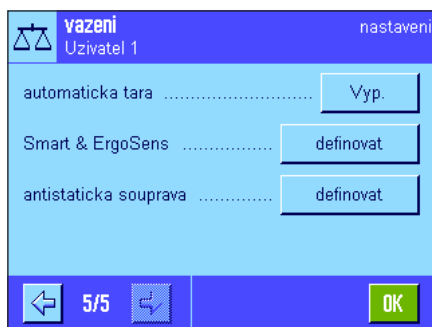 vazeni nastaveni
Uzivatel 1
automaticka tara ........................... Vyp.
Smart & ErgoSens ................ definovat
antistaticka souprava ............. definovat
5/5 OK